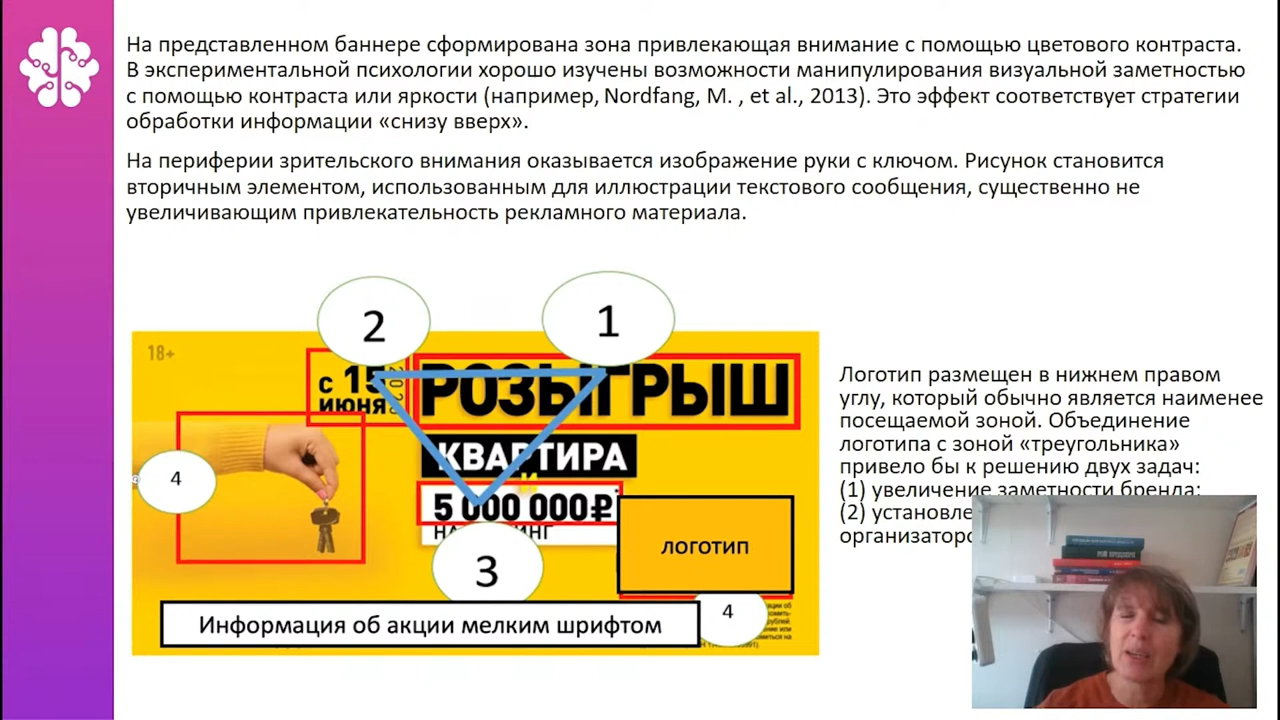 На представленном баннере сформирована зона привлекающая внимание с помощью цветового контраста.
В экспериментальной психологии хорошо изучены возможности манипулирования визуальной заметностью
с помощью контраста или яркости (например, Nordfang, M. , et al., 2013). Это эффект соответствует стратегии
обработки информации «снизу вверх».
На периферии зрительского внимания оказывается изображение руки с ключом. Рисунок становится
вторичным элементом, использованным для иллюстрации текстового сообщения, существенно не
увеличивающим привлекательность рекламного материала.
2
1
18+
с 15
июня
РОЗЫГРЫШ
КВАРТИРА
и
5 000 000₽
4
3
ЛОГОТИП
4
Информация об акции мелким шрифтом
Логотип размещен в нижнем правом
углу, который обычно является наименее
посещаемой зоной. Объединение
логотипа с зоной «треугольника»
привело бы к решению двух задач:
(1) увеличение заметности бренда;
(2)